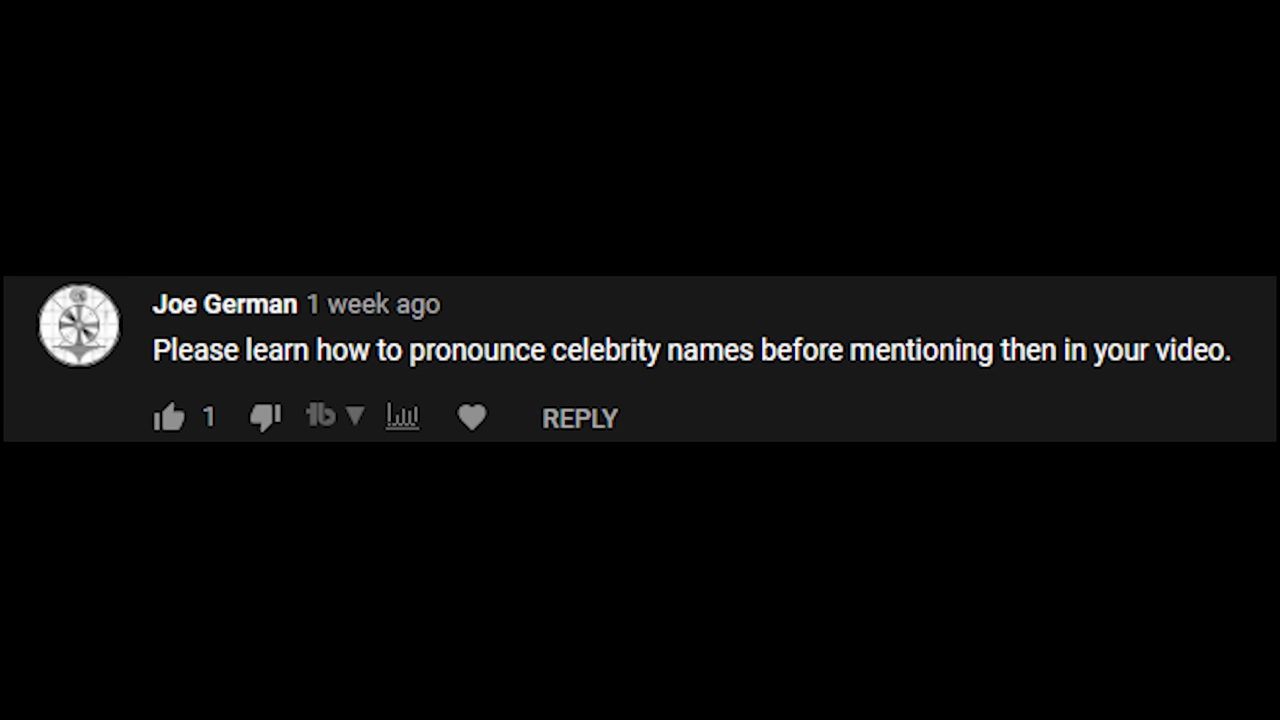 Joe German 1 week ago
Please learn how to pronounce celebrity names before mentioning then in your video.
1 tb REPLY